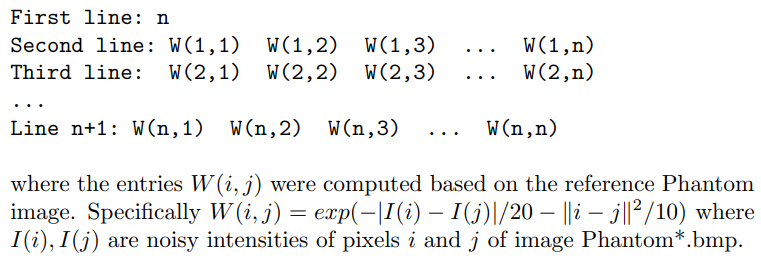 First line: n
Second line: W(1,1) W(1,2) W(1,3) ... W(1,n)
Third line: W(2,1) W(2,2) W(2,3) ... W(2,n)
...
Line n+1: W(n,1) W(n,2) W(n,3) ... W(n,n)
where the entries W(i, j) were computed based on the reference Phantom
image. Specifically W(i, j) = exp(−|I(i) − I(j)|/20 − ‖i − j‖²/10) where
I(i), I(j) are noisy intensities of pixels i and j of image Phantom*.bmp.